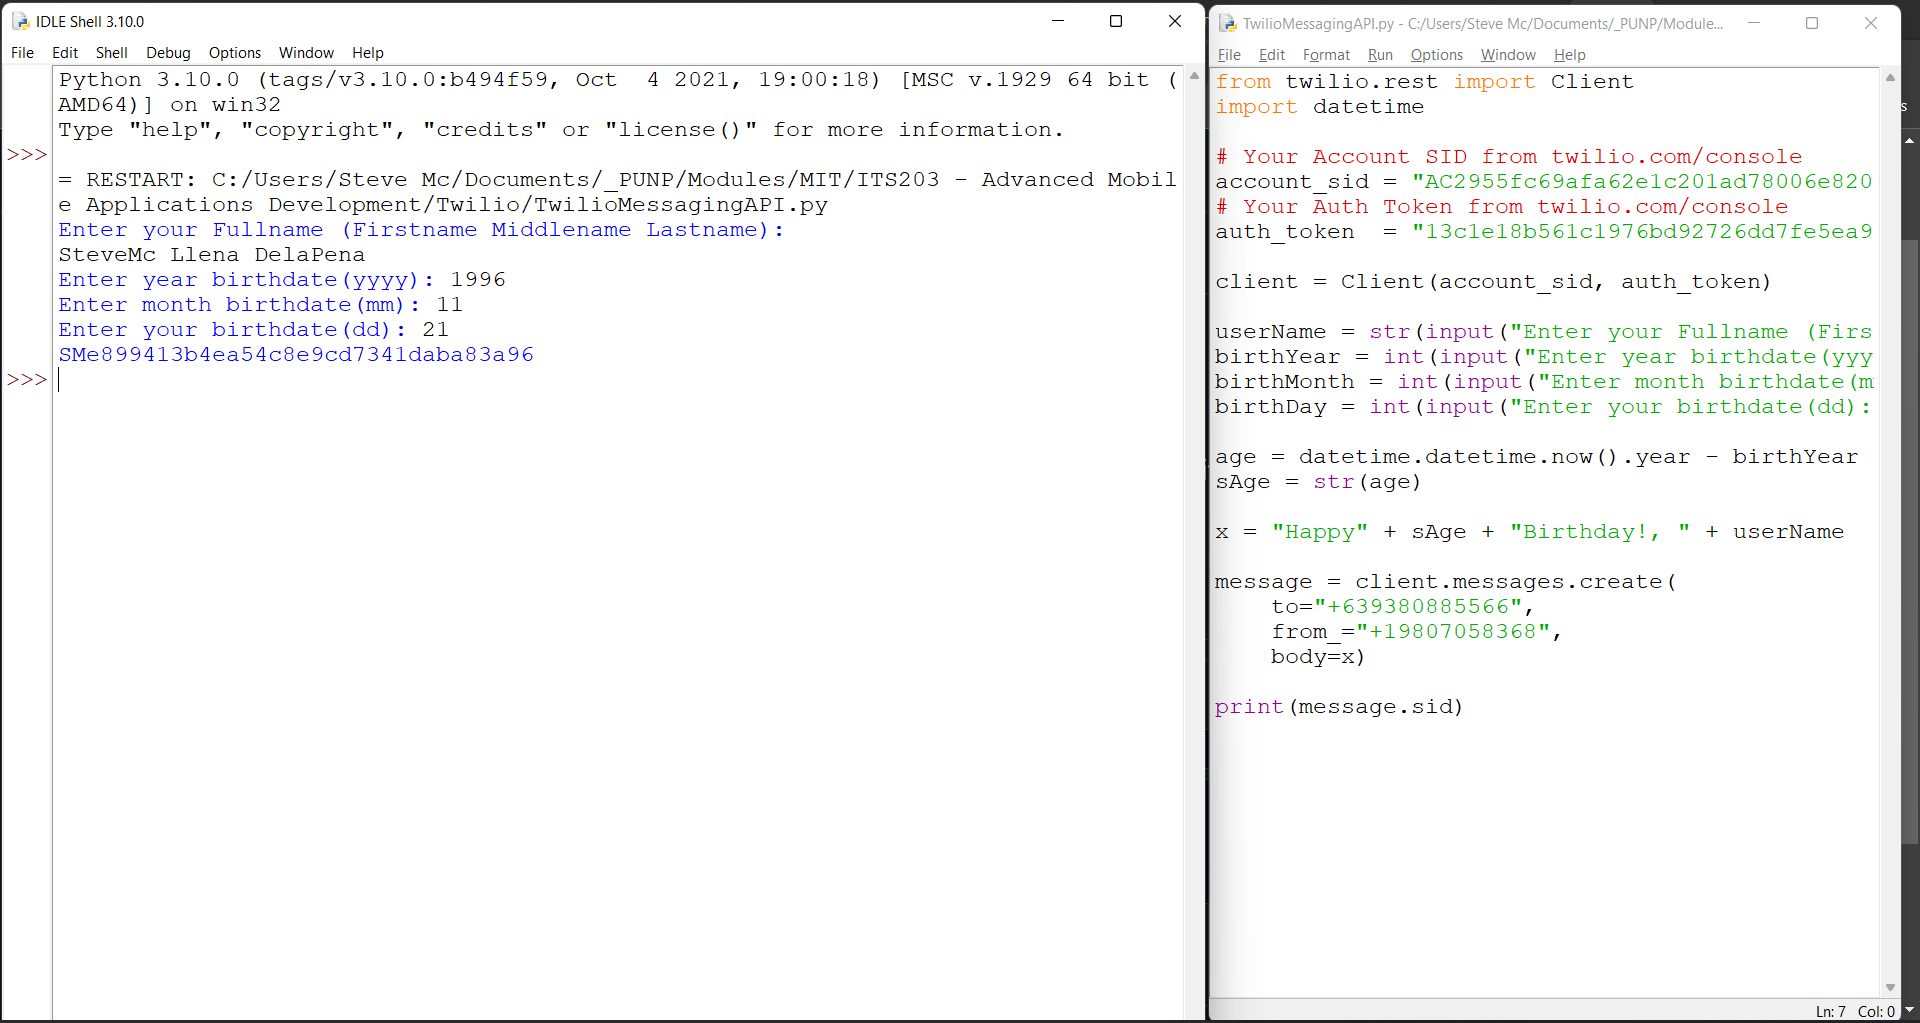 IDLE Shell 3.10.0
File Edit Shell Debug Options Window Help
Python 3.10.0 (tags/v3.10.0:b494f59, Oct  4 2021, 19:00:18) [MSC v.1929 64 bit (
AMD64)] on win32
Type "help", "copyright", "credits" or "license()" for more information.
>>>
= RESTART: C:/Users/Steve Mc/Documents/_PUNP/Modules/MIT/ITS203 - Advanced Mobil
e Applications Development/Twilio/TwilioMessagingAPI.py
Enter your Fullname (Firstname Middlename Lastname):
SteveMc Llena DelaPena
Enter year birthdate(yyyy): 1996
Enter month birthdate(mm): 11
Enter your birthdate(dd): 21
SMe899413b4ea54c8e9cd7341daba83a96
>>>
TwilioMessagingAPI.py - C:/Users/Steve Mc/Documents/_PUNP/Module...
File Edit Format Run Options Window Help
from twilio.rest import Client
import datetime
# Your Account SID from twilio.com/console
account_sid = "AC2955fc69afa62e1c201ad78006e820
# Your Auth Token from twilio.com/console
auth_token  = "13c1e18b561c1976bd92726dd7fe5ea9
client = Client(account_sid, auth_token)
userName = str(input("Enter your Fullname (Firs
birthYear = int(input("Enter year birthdate(yyy
birthMonth = int(input("Enter month birthdate(m
birthDay = int(input("Enter your birthdate(dd):
age = datetime.datetime.now().year - birthYear
sAge = str(age)
x = "Happy" + sAge + "Birthday!, " + userName
message = client.messages.create(
    to="+639380885566",
    from_="+19807058368",
    body=x)
print(message.sid)
Ln: 7 Col: 0